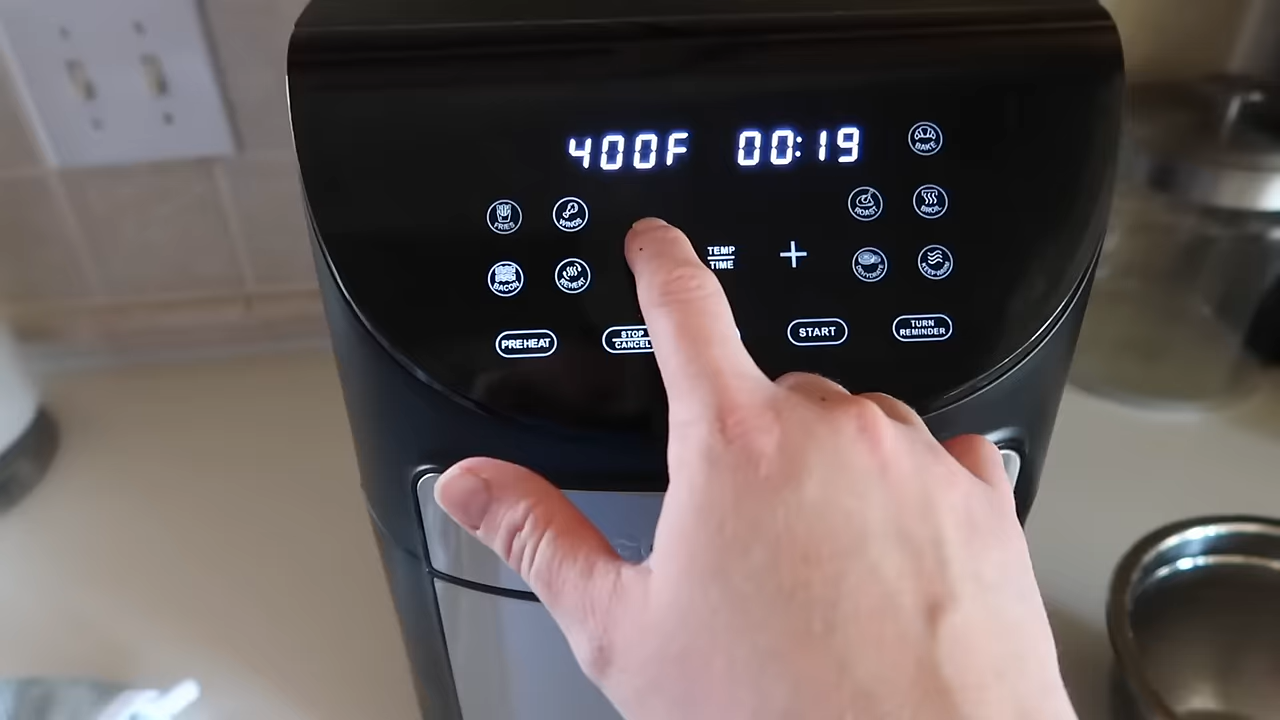 400F 00:19
BAKE
FRIES WINGS ROAST BROIL
TEMP
TIME
+
BACON REHEAT DEHYDRATE KEEP WARM
PREHEAT
STOP
CANCEL
START
TURN
REMINDER